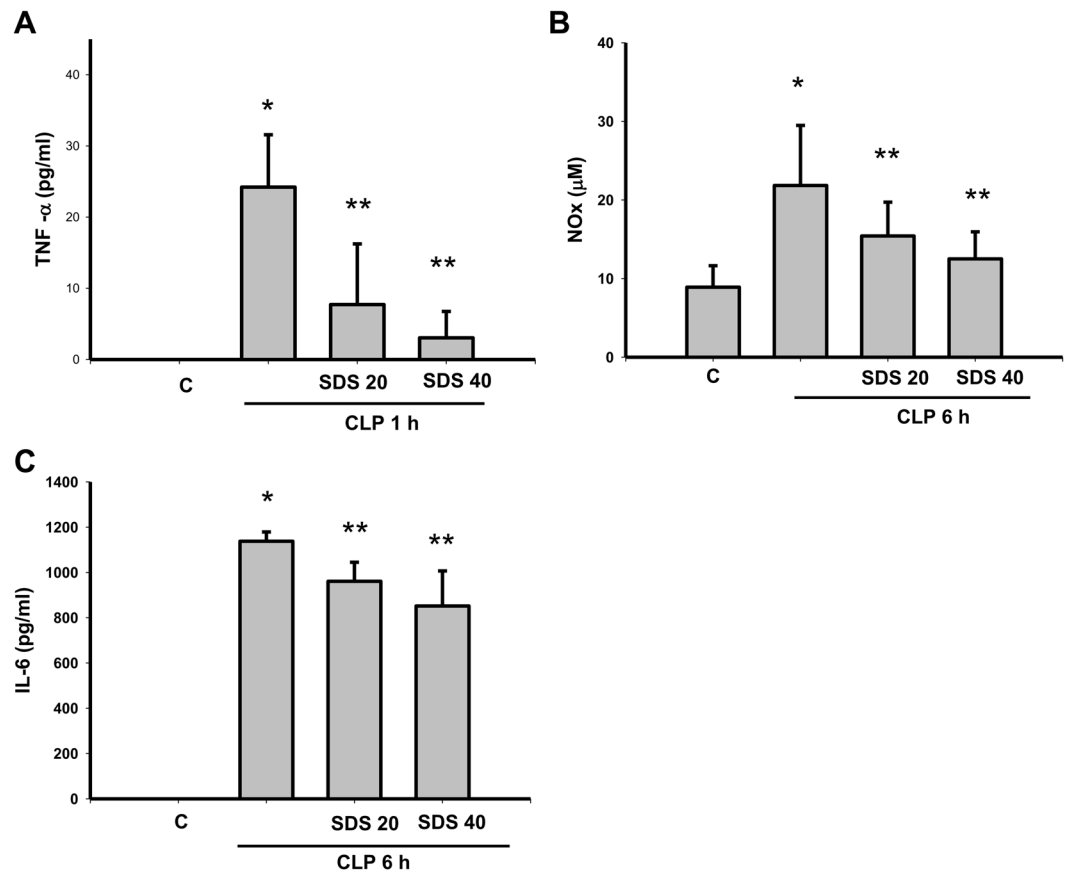 A
TNF -α (pg/ml)
40
30
20
10
0
*
**
**
C
SDS 20
SDS 40
CLP 1 h
B
NOx (μM)
40
30
20
10
0
*
**
**
C
SDS 20
SDS 40
CLP 6 h
C
IL-6 (pg/ml)
1400
1200
1000
800
600
400
200
0
*
**
**
C
SDS 20
SDS 40
CLP 6 h